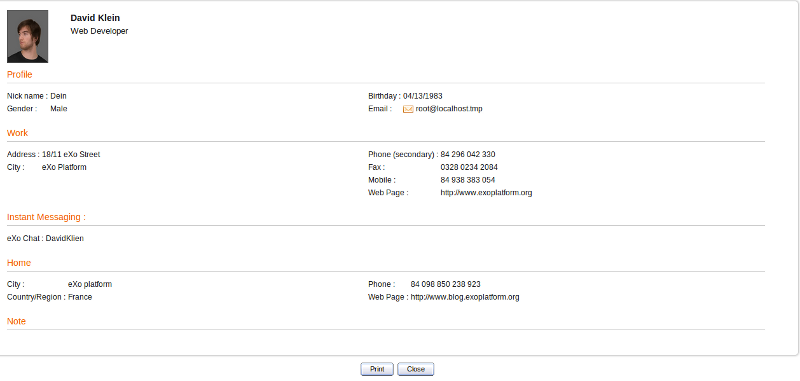 David Klein
Web Developer
Profile
Nick name : Dein Birthday : 04/13/1983
Gender : Male Email : root@localhost.tmp
Work
Address : 18/11 eXo Street Phone (secondary) : 84 296 042 330
City : eXo Platform Fax : 0328 0234 2084
Mobile : 84 938 383 054
Web Page : http://www.exoplatform.org
Instant Messaging :
eXo Chat : DavidKlien
Home
City : eXo platform Phone : 84 098 850 238 923
Country/Region : France Web Page : http://www.blog.exoplatform.org
Note
Print Close